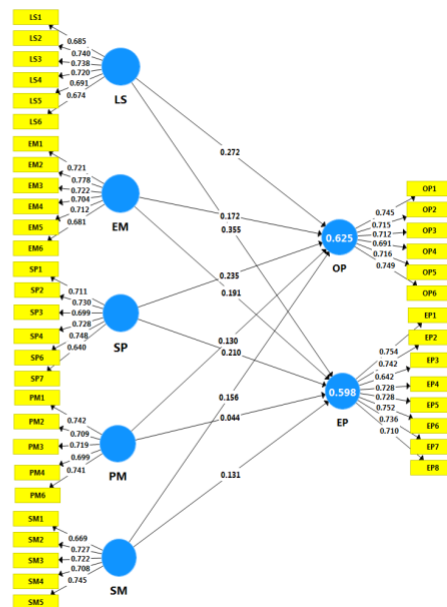 LS1
LS2
LS3
LS4
LS5
LS6
0.685
0.740
0.738
0.720
0.691
0.674
LS
EM1
EM2
EM3
EM4
EM5
EM6
0.721
0.778
0.722
0.704
0.712
0.681
EM
SP1
SP2
SP3
SP4
SP6
SP7
0.711
0.730
0.699
0.728
0.748
0.640
SP
PM1
PM2
PM3
PM4
PM6
0.742
0.709
0.719
0.699
0.741
PM
SM1
SM2
SM3
SM4
SM5
0.669
0.727
0.722
0.708
0.745
SM
0.272
0.172
0.355
0.235
0.191
0.130
0.210
0.156
0.044
0.131
0.625
OP
0.745
0.715
0.712
0.691
0.716
0.749
OP1
OP2
OP3
OP4
OP5
OP6
0.598
EP
0.754
0.742
0.642
0.728
0.728
0.752
0.736
0.710
EP1
EP2
EP3
EP4
EP5
EP6
EP7
EP8